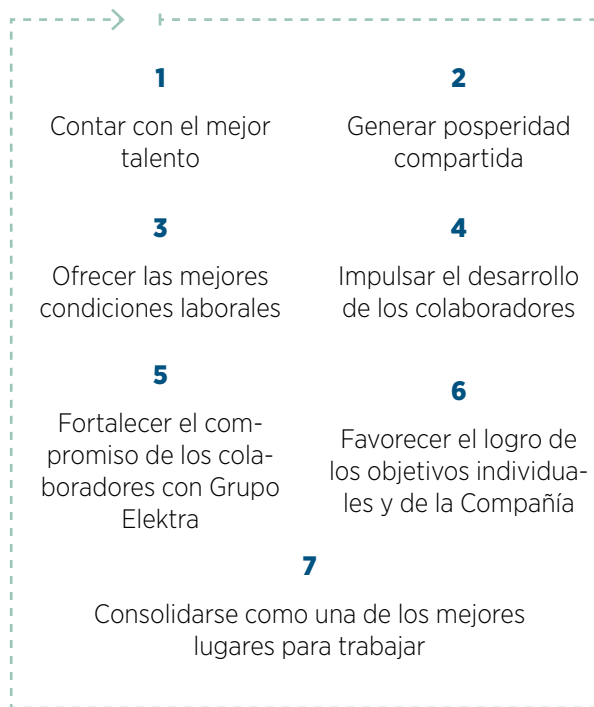 1
Contar con el mejor
talento
2
Generar posperidad
compartida
3
Ofrecer las mejores
condiciones laborales
4
Impulsar el desarrollo
de los colaboradores
5
Fortalecer el com-
promiso de los cola-
boradores con Grupo
Elektra
6
Favorecer el logro de
los objetivos individua-
les y de la Compañía
7
Consolidarse como una de los mejores
lugares para trabajar